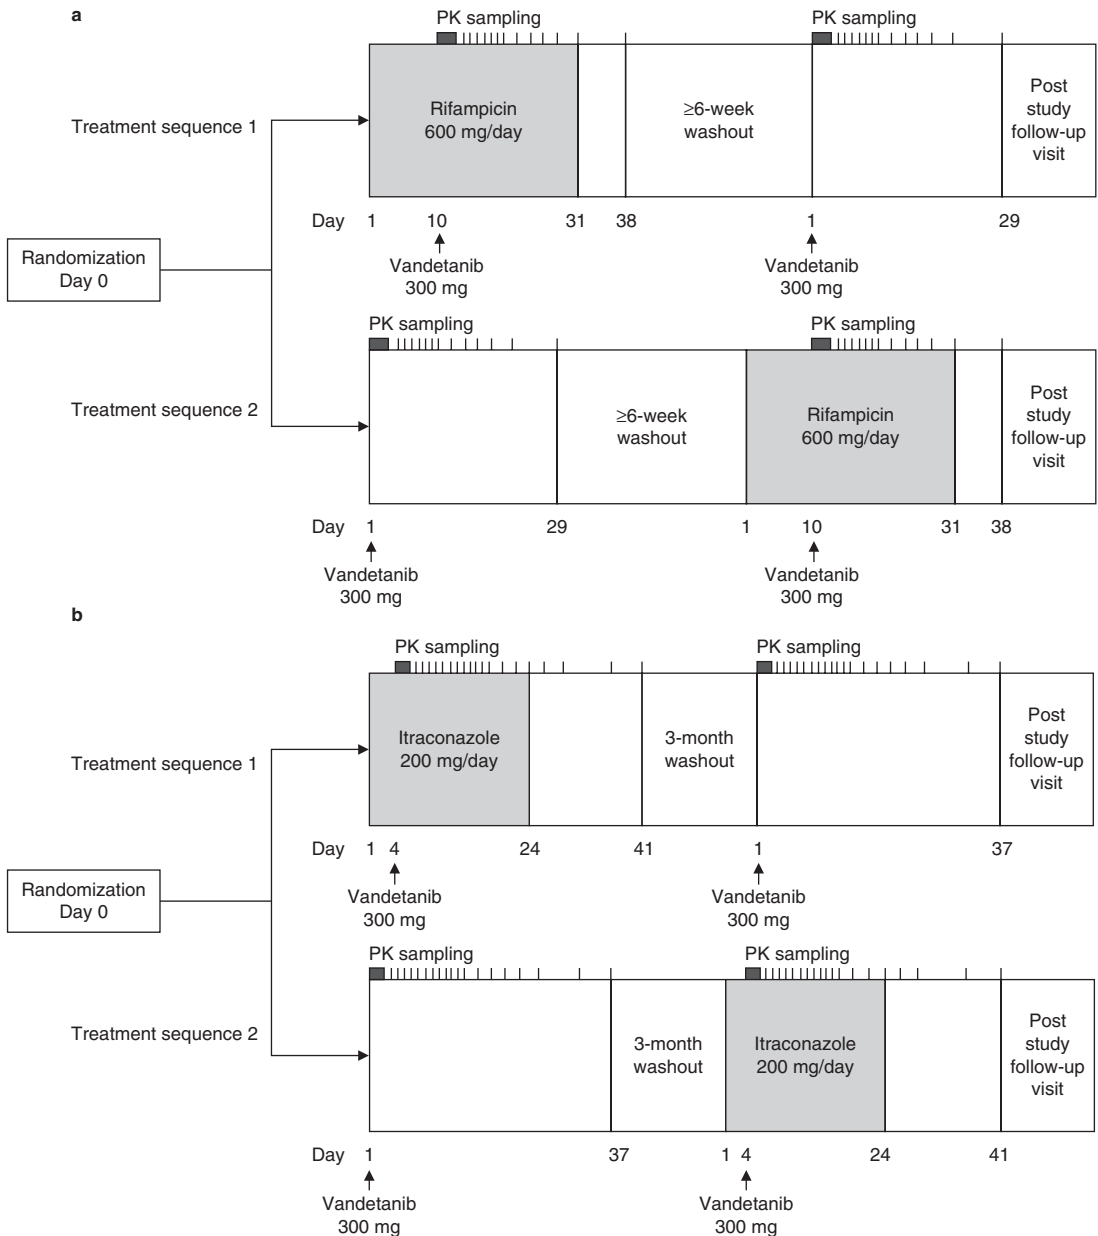 a
PK sampling
PK sampling
Treatment sequence 1
Rifampicin
600 mg/day
≥6-week
washout
Post
study
follow-up
visit
Day 1 10 31 38 1 29
Vandetanib
300 mg
Vandetanib
300 mg
Randomization
Day 0
PK sampling
PK sampling
Treatment sequence 2
≥6-week
washout
Rifampicin
600 mg/day
Post
study
follow-up
visit
Day 1 29 1 10 31 38
Vandetanib
300 mg
Vandetanib
300 mg
b
PK sampling
PK sampling
Treatment sequence 1
Itraconazole
200 mg/day
3-month
washout
Post
study
follow-up
visit
Day 1 4 24 41 1 37
Vandetanib
300 mg
Vandetanib
300 mg
Randomization
Day 0
PK sampling
PK sampling
Treatment sequence 2
3-month
washout
Itraconazole
200 mg/day
Post
study
follow-up
visit
Day 1 37 1 4 24 41
Vandetanib
300 mg
Vandetanib
300 mg